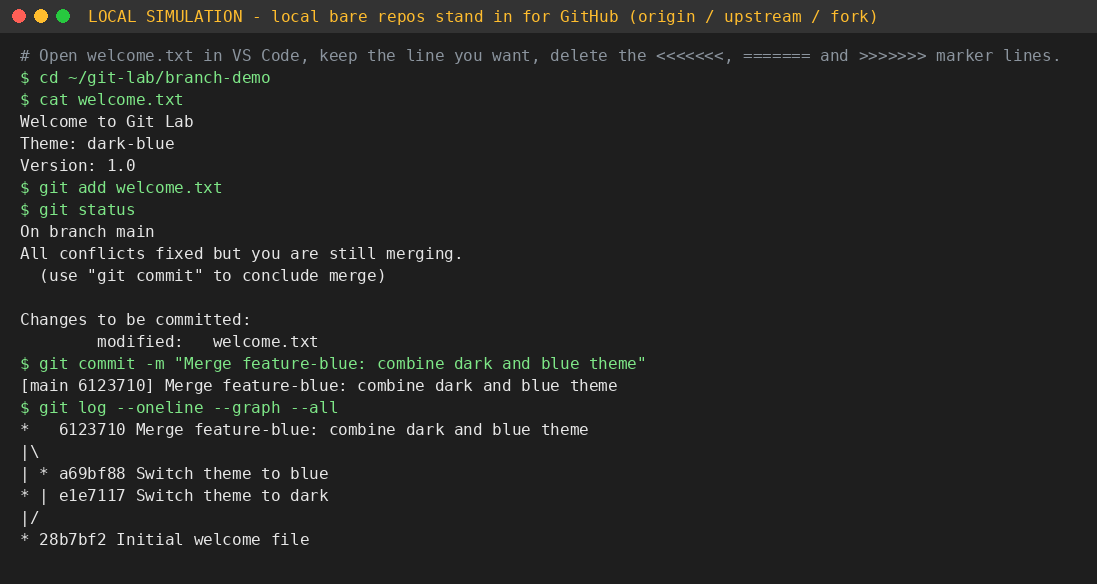 LOCAL SIMULATION - local bare repos stand in for GitHub (origin / upstream / fork)
# Open welcome.txt in VS Code, keep the line you want, delete the <<<<<<<, ======= and >>>>>>> marker lines.
$ cd ~/git-lab/branch-demo
$ cat welcome.txt
Welcome to Git Lab
Theme: dark-blue
Version: 1.0
$ git add welcome.txt
$ git status
On branch main
All conflicts fixed but you are still merging.
  (use "git commit" to conclude merge)

Changes to be committed:
        modified:   welcome.txt
$ git commit -m "Merge feature-blue: combine dark and blue theme"
[main 6123710] Merge feature-blue: combine dark and blue theme
$ git log --oneline --graph --all
*   6123710 Merge feature-blue: combine dark and blue theme
|\
| * a69bf88 Switch theme to blue
* | e1e7117 Switch theme to dark
|/
* 28b7bf2 Initial welcome file